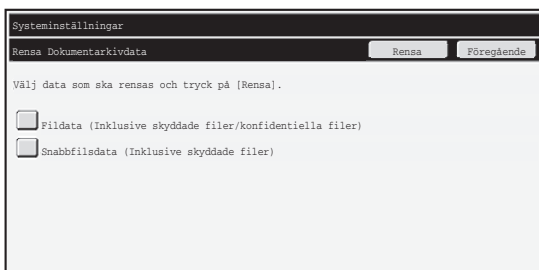 Systeminställningar
Rensa Dokumentarkivdata Rensa Föregående
Välj data som ska rensas och tryck på [Rensa].
Fildata (Inklusive skyddade filer/konfidentiella filer)
Snabbfilsdata (Inklusive skyddade filer)